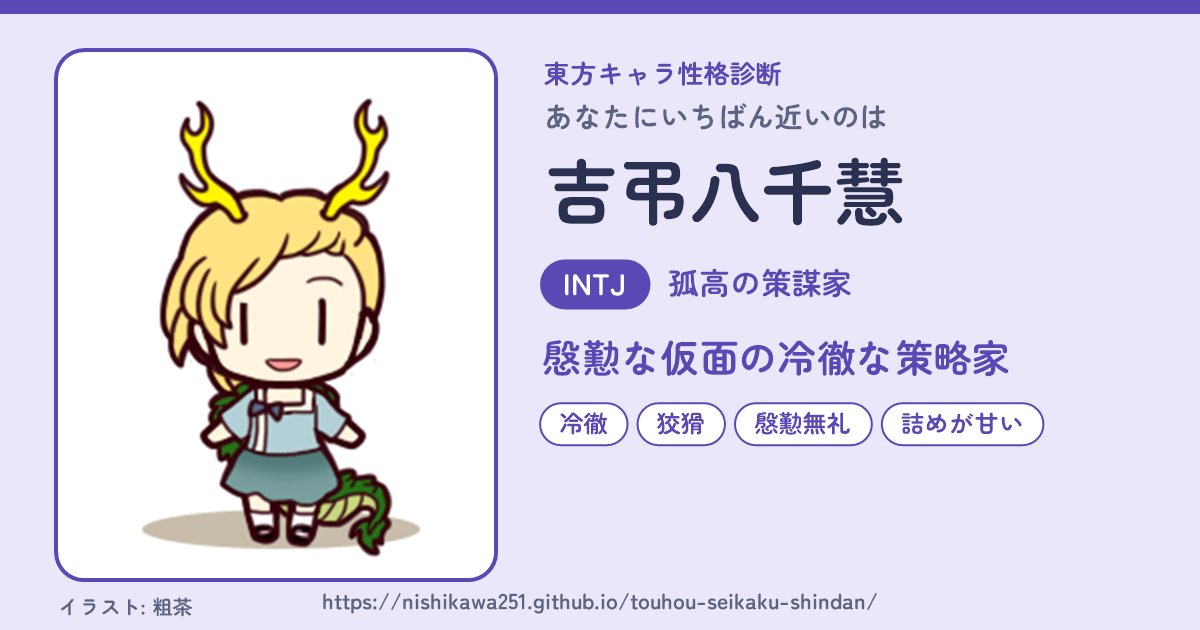 東方キャラ性格診断
あなたにいちばん近いのは
吉弔八千慧
INTJ 孤高の策謀家
慇懃な仮面の冷徹な策略家
冷徹 狡猾 慇懃無礼 詰めが甘い
イラスト: 粗茶
https://nishikawa251.github.io/touhou-seikaku-shindan/